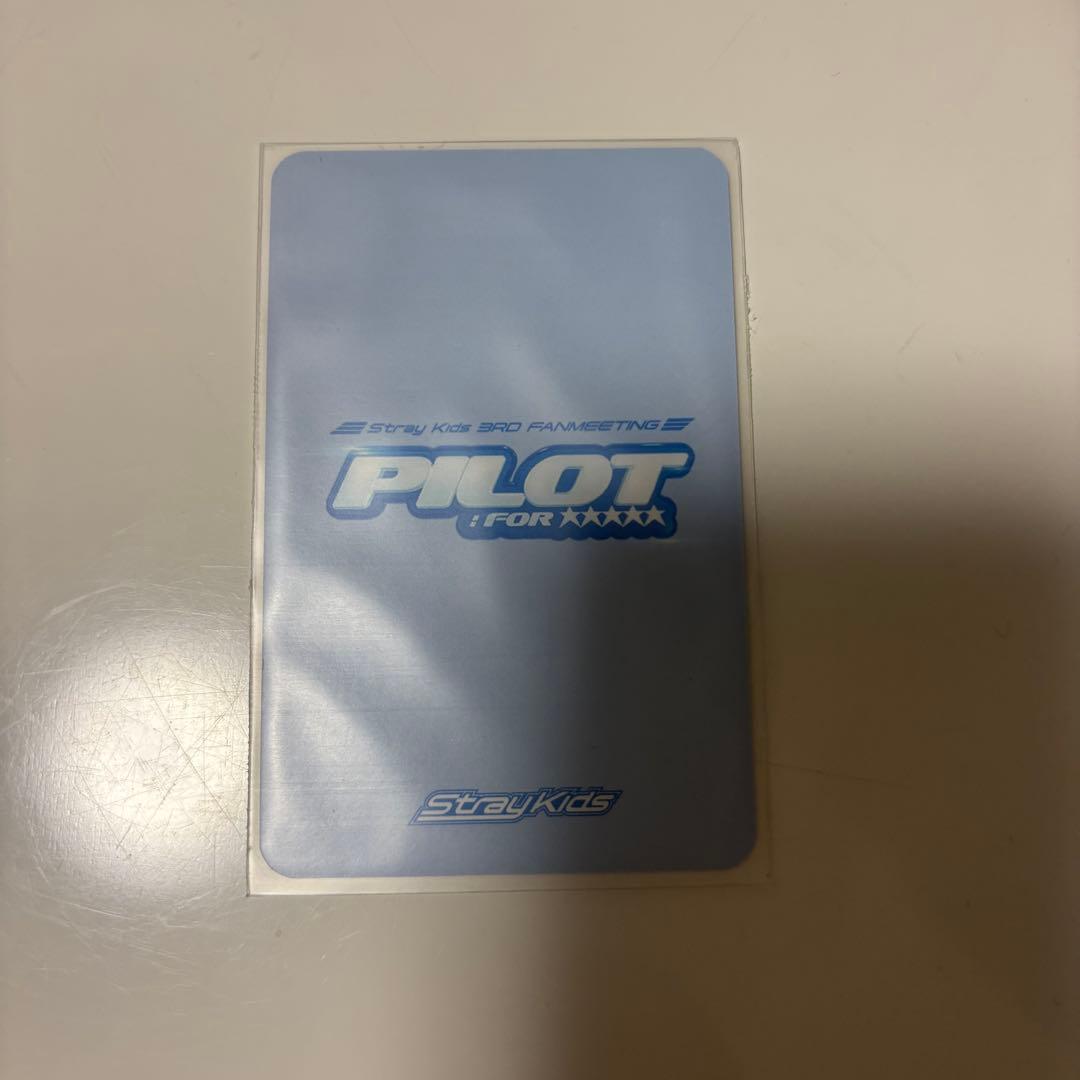 Stray Kids 3RD FANMEETING
PILOT
: FOR ★★★★★
Stray Kids